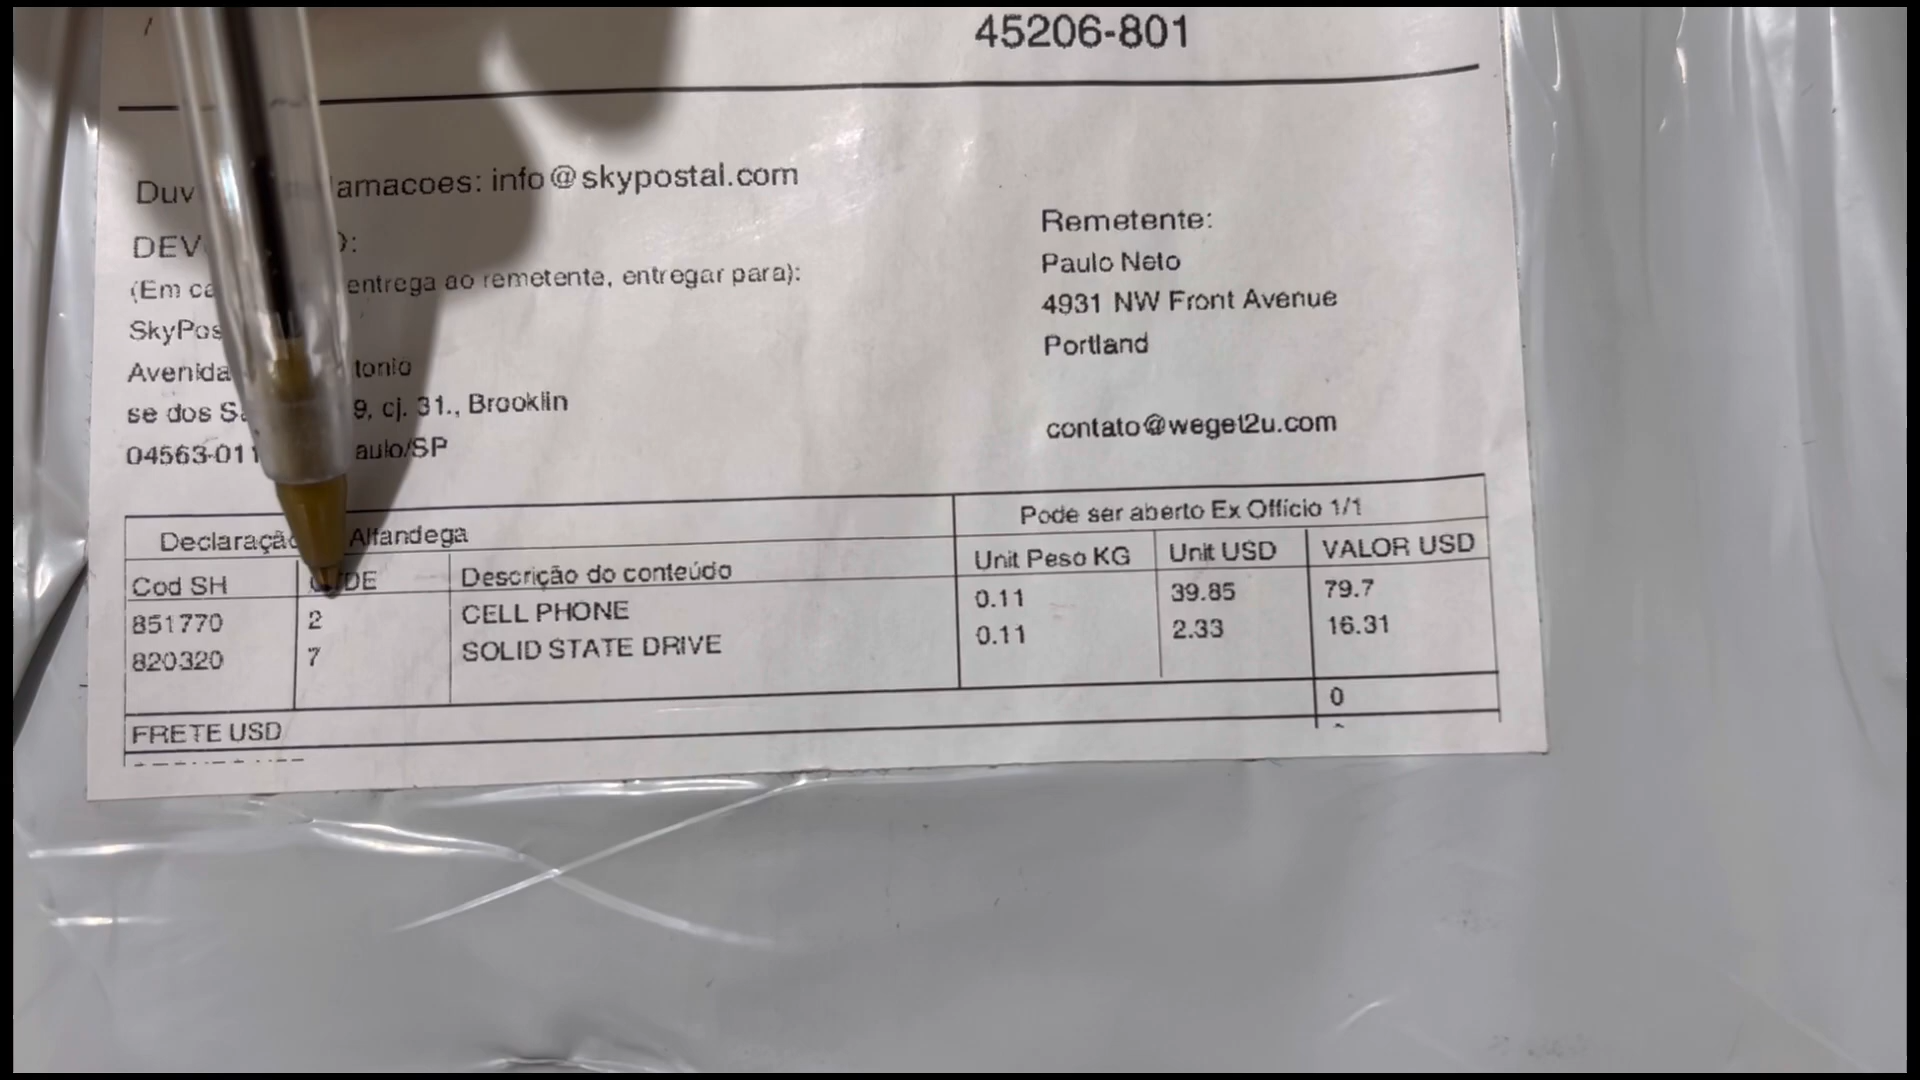 45206-801
Duv amacoes: info@skypostal.com
DEV :
(Em ca entrega ao remetente, entregar para):
SkyPos
Avenida tonio
se dos S 9, cj. 31., Brooklin
04563-011 aulo/SP
Remetente:
Paulo Neto
4931 NW Front Avenue
Portland
contato@weget2u.com
Declaração Alfandega Pode ser aberto Ex Officio 1/1
Cod SH DE Descrição do conteúdo Unit Peso KG Unit USD VALOR USD
851770 2 CELL PHONE 0.11 39.85 79.7
820320 7 SOLID STATE DRIVE 0.11 2.33 16.31
FRETE USD 0